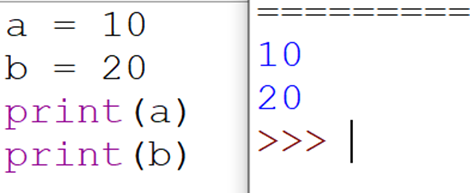 a = 10
b = 20
print(a)
print(b)
=========
10
20
>>>